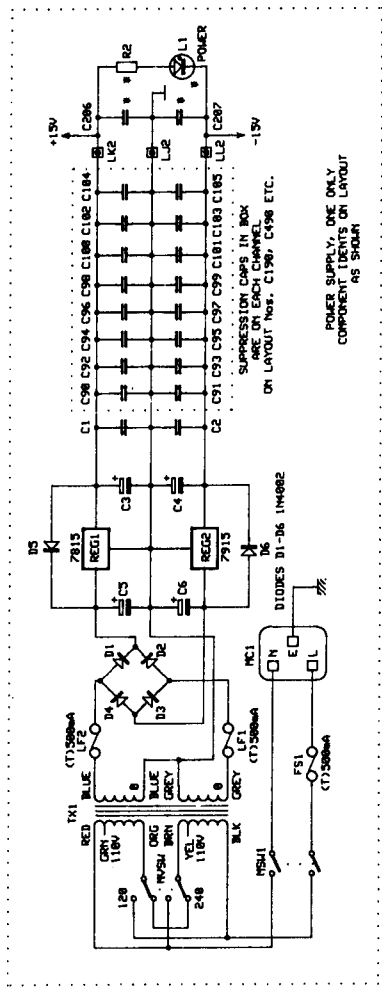 TX1
RED
GRN
110V
ORG
MVSW
BRN
YEL
110V
BLK
120
240
BLUE
0
BLUE
GREY
0
GREY
LF2
(T)500mA
LF1
(T)500mA
D1
D2
D3
D4
D5
7815
REG1
REG2
7915
D6
C5
C6
C3
C4
+
+
+
+
DIODES D1-D6 1N4002
MC1
N
E
L
FS1
(T)500mA
MSW1
C1
C2
C90 C92 C94 C96 C98 C100 C102 C104
C91 C93 C95 C97 C99 C101 C103 C105
SUPPRESSION CAPS IN BOX
ARE ON EACH CHANNEL
ON LAYOUT Nos. C190, C490 ETC.
LK2
LJ2
LL2
+15V
C206
C207
-15V
*
*
*
R2
L1
POWER
POWER SUPPLY, ONE ONLY
COMPONENT IDENTS ON LAYOUT
AS SHOWN